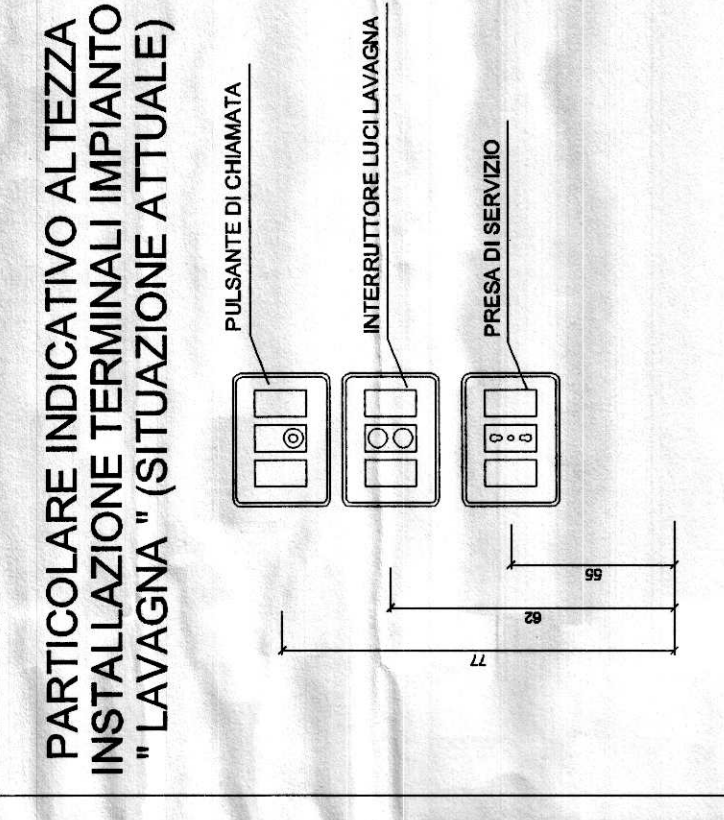 PARTICOLARE INDICATIVO ALTEZZA
INSTALLAZIONE TERMINALI IMPIANTO
" LAVAGNA " (SITUAZIONE ATTUALE)
PULSANTE DI CHIAMATA
INTERRUTTORE LUCI LAVAGNA
PRESA DI SERVIZIO
77
62
55